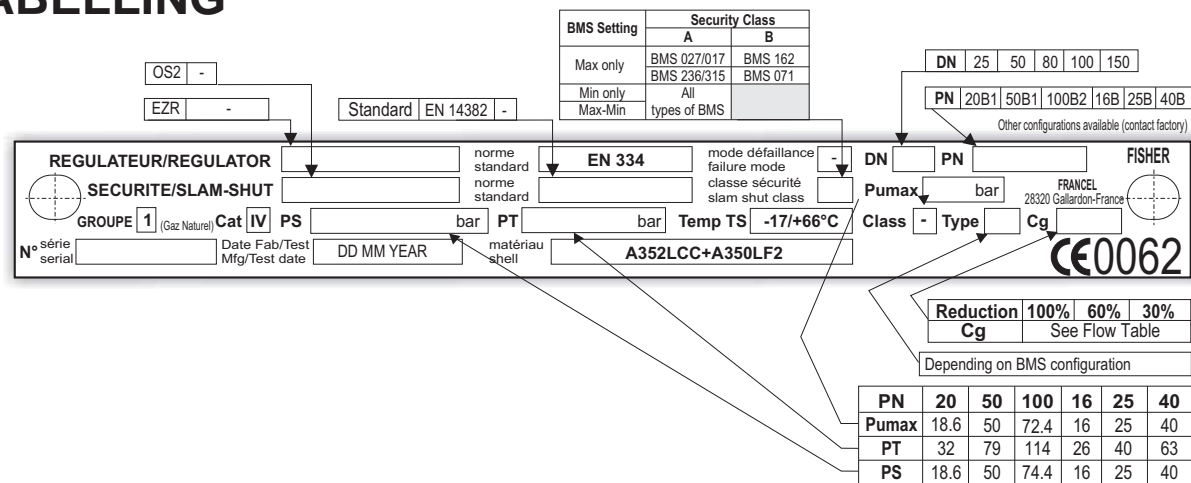 ABELLING
BMS Setting Security Class
A B
Max only BMS 027/017 BMS 162
BMS 236/315 BMS 071
Min only All
Max-Min types of BMS
OS2 -
EZR -
Standard EN 14382 -
DN 25 50 80 100 150
PN 20B1 50B1 100B2 16B 25B 40B
Other configurations available (contact factory)
REGULATEUR/REGULATOR norme standard EN 334 mode défaillance failure mode - DN PN FISHER
SECURITE/SLAM-SHUT norme standard classe sécurité slam shut class Pumax bar FRANCEL
28320 Gallardon-France
GROUPE 1 (Gaz Naturel) Cat IV PS bar PT bar Temp TS -17/+66°C Class - Type Cg
N° série serial Date Fab/Test Mfg/Test date DD MM YEAR matériau shell A352LCC+A350LF2 CE0062
Reduction 100% 60% 30%
Cg See Flow Table
Depending on BMS configuration
PN 20 50 100 16 25 40
Pumax 18.6 50 72.4 16 25 40
PT 32 79 114 26 40 63
PS 18.6 50 74.4 16 25 40